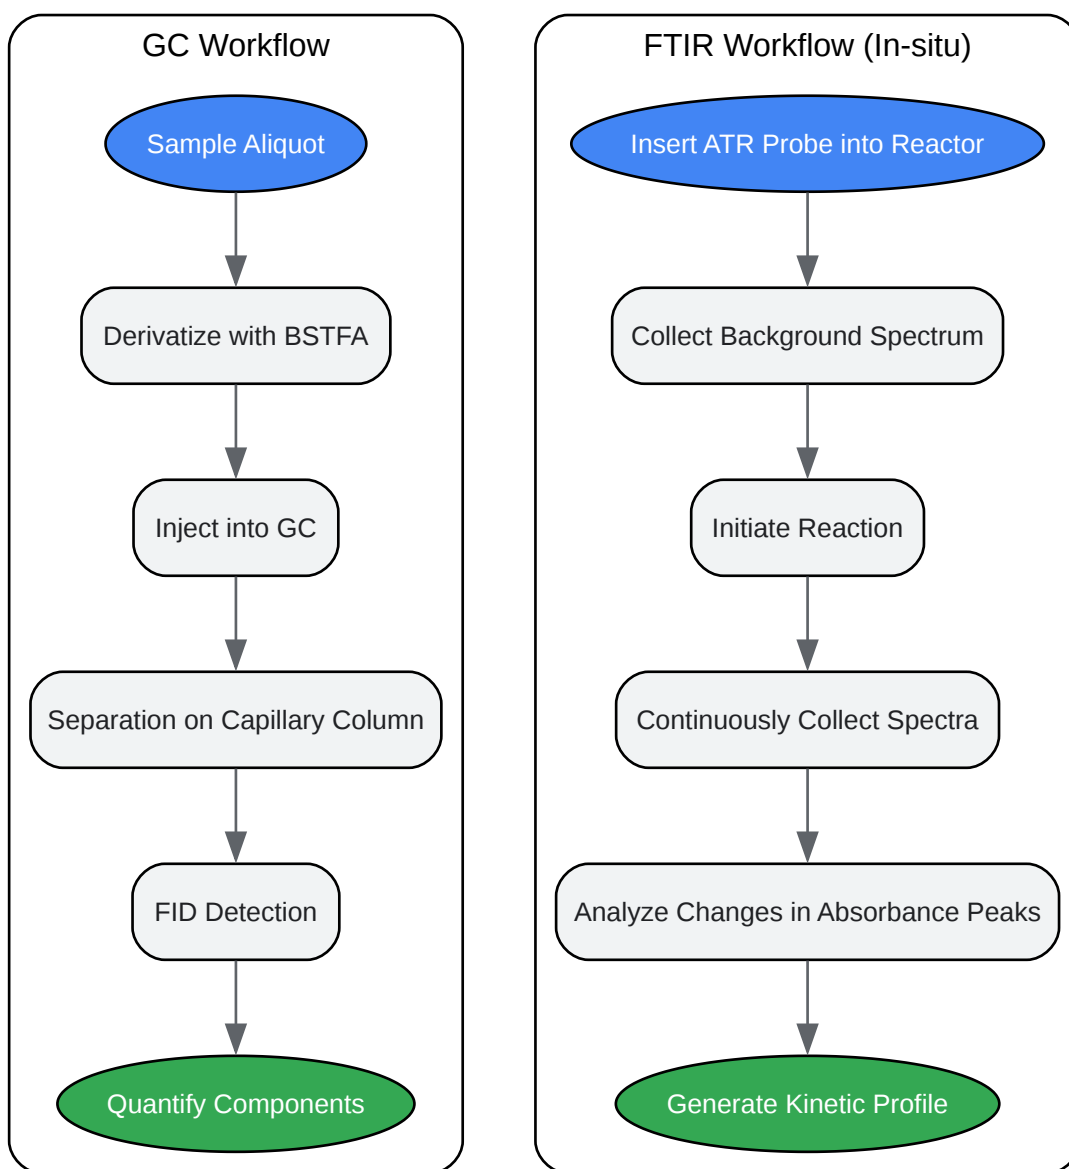 GC Workflow
Sample Aliquot
Derivatize with BSTFA
Inject into GC
Separation on Capillary Column
FID Detection
Quantify Components
FTIR Workflow (In-situ)
Insert ATR Probe into Reactor
Collect Background Spectrum
Initiate Reaction
Continuously Collect Spectra
Analyze Changes in Absorbance Peaks
Generate Kinetic Profile